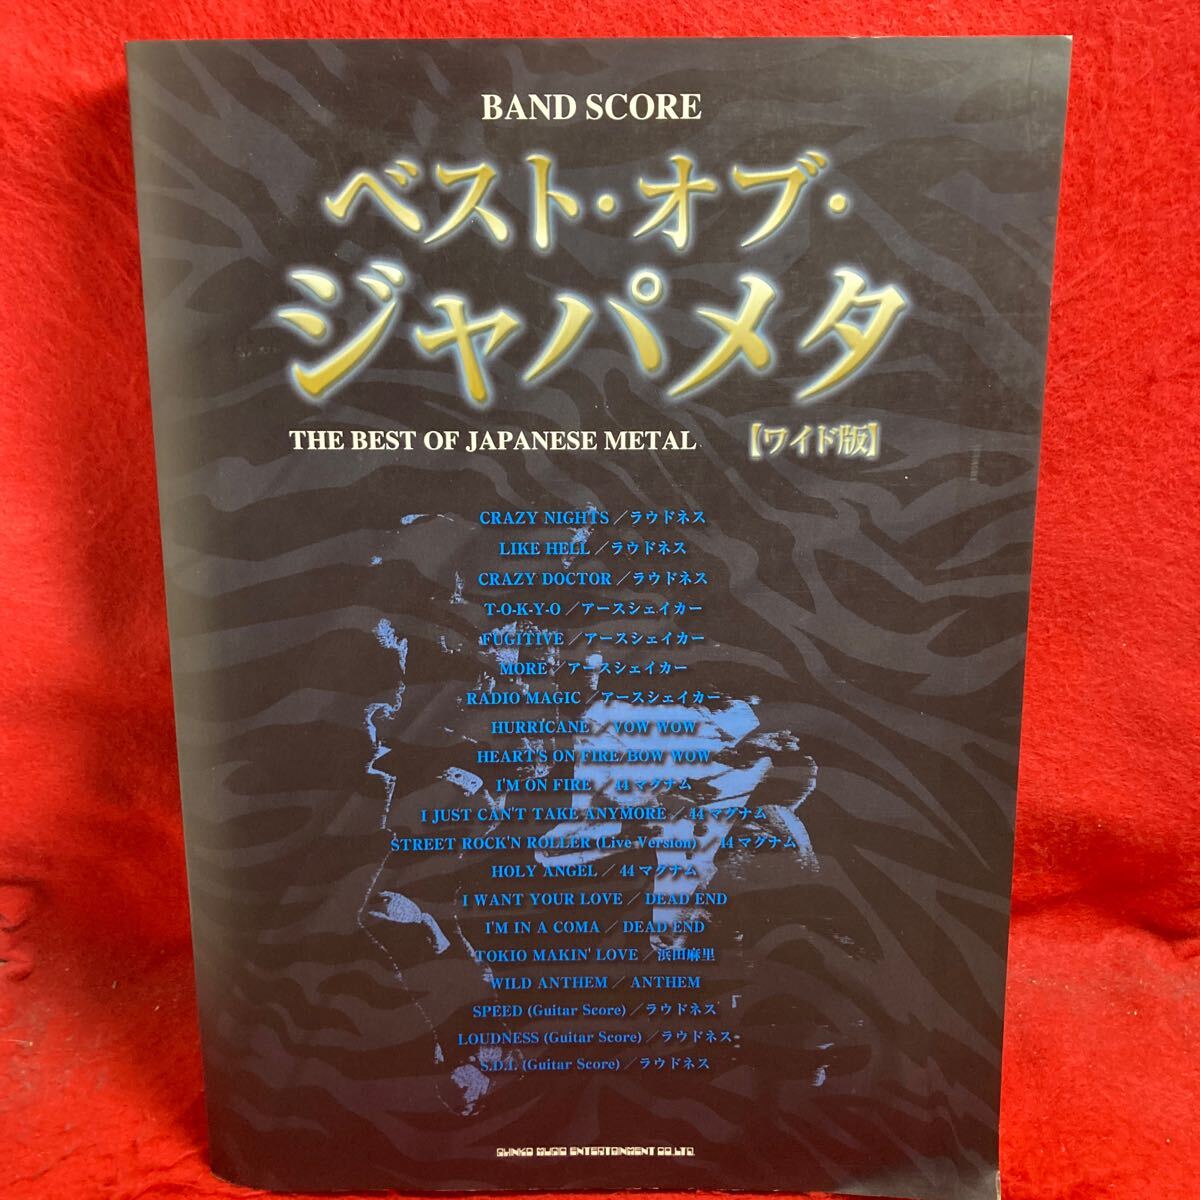 BAND SCORE
ベスト・オブ・
ジャパメタ
THE BEST OF JAPANESE METAL 【ワイド版】
CRAZY NIGHTS／ラウドネス
LIKE HELL／ラウドネス
CRAZY DOCTOR／ラウドネス
T-O-K-Y-O／アースシェイカー
FUGITIVE／アースシェイカー
MORE／アースシェイカー
RADIO MAGIC／アースシェイカー
HURRICANE／VOW WOW
HEART'S ON FIRE/BOW WOW
I'M ON FIRE／44マグナム
I JUST CAN'T TAKE ANYMORE／44マグナム
STREET ROCK'N ROLLER (Live Version)／44マグナム
HOLY ANGEL／44マグナム
I WANT YOUR LOVE／DEAD END
I'M IN A COMA／DEAD END
TOKIO MAKIN' LOVE／浜田麻里
WILD ANTHEM／ANTHEM
SPEED (Guitar Score)／ラウドネス
LOUDNESS (Guitar Score)／ラウドネス
S.D.I. (Guitar Score)／ラウドネス
SHINKO MUSIC ENTERTAINMENT CO.,LTD.